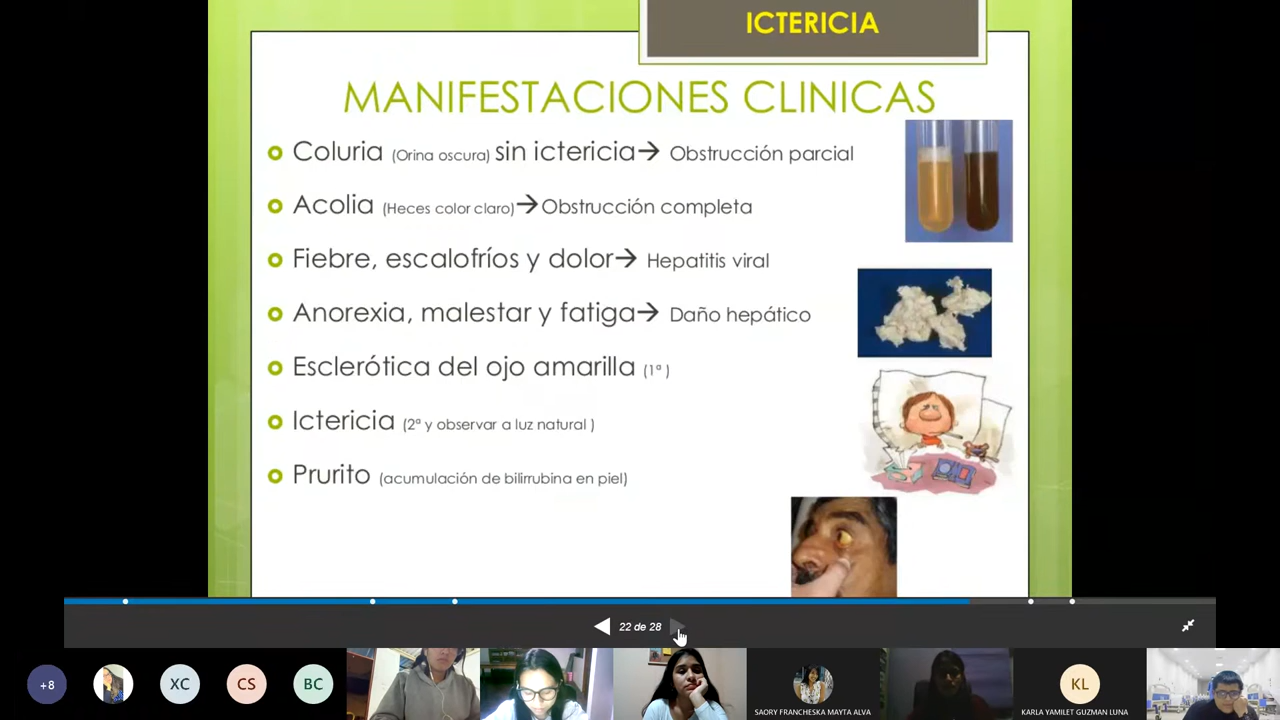 ICTERICIA
MANIFESTACIONES CLINICAS
Coluria (Orina oscura) sin ictericia→ Obstrucción parcial
Acolia (Heces color claro)→Obstrucción completa
Fiebre, escalofríos y dolor→ Hepatitis viral
Anorexia, malestar y fatiga→ Daño hepático
Esclerótica del ojo amarilla (1ª )
Ictericia (2ª y observar a luz natural )
Prurito (acumulación de bilirrubina en piel)
22 de 28
+8
XC
CS
BC
SAORY FRANCHESKA MAYTA ALVA
KL
KARLA YAMILET GUZMAN LUNA